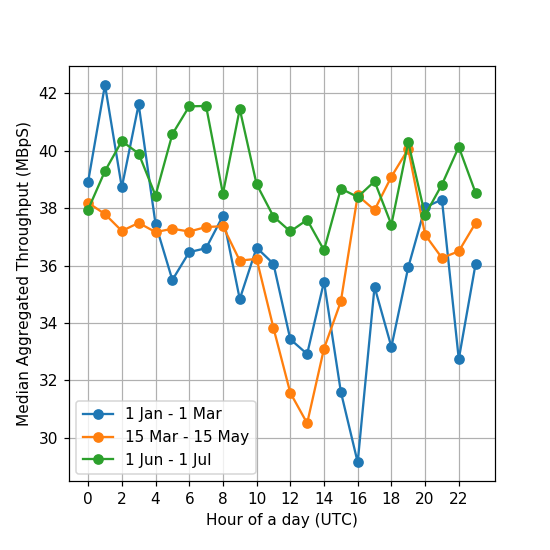 Median Aggregated Throughput (MBpS)
42
40
38
36
34
32
30
1 Jan - 1 Mar
15 Mar - 15 May
1 Jun - 1 Jul
0 2 4 6 8 10 12 14 16 18 20 22
Hour of a day (UTC)